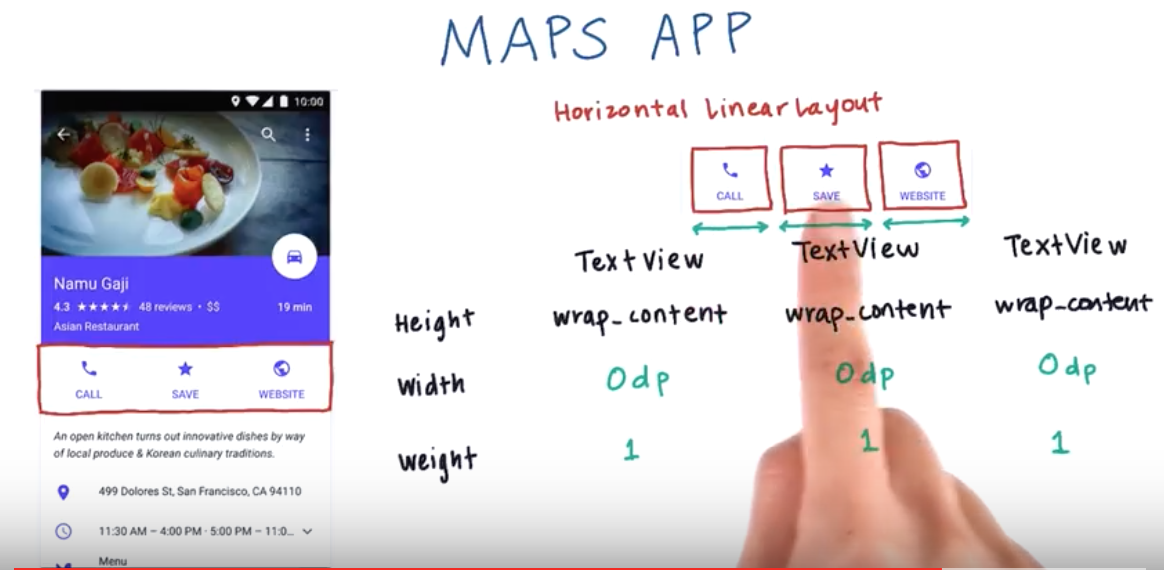 MAPS APP
10:00
Namu Gaji
4.3 48 reviews • $$ 19 min
Asian Restaurant
CALL SAVE WEBSITE
An open kitchen turns out innovative dishes by way
of local produce & Korean culinary traditions.
499 Dolores St, San Francisco, CA 94110
11:30 AM – 4:00 PM · 5:00 PM – 11:0...
Menu
Horizontal Linear Layout
CALL SAVE WEBSITE
TextView TextView TextView
Height wrap_content wrap_content wrap_content
width 0dp 0dp 0dp
weight 1 1 1